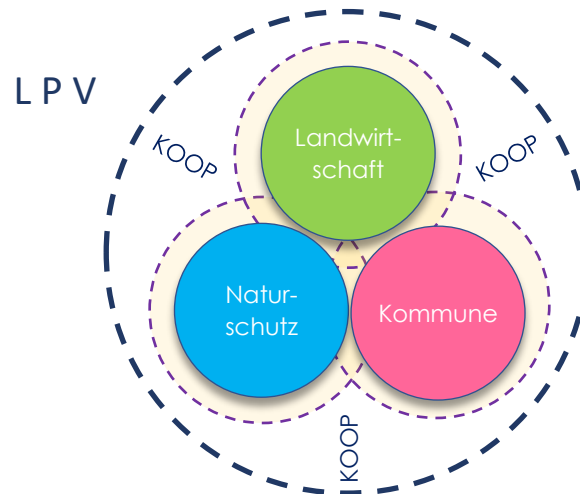 L P V
KOOP
KOOP
Landwirt-
schaft
Natur-
schutz
Kommune
KOOP